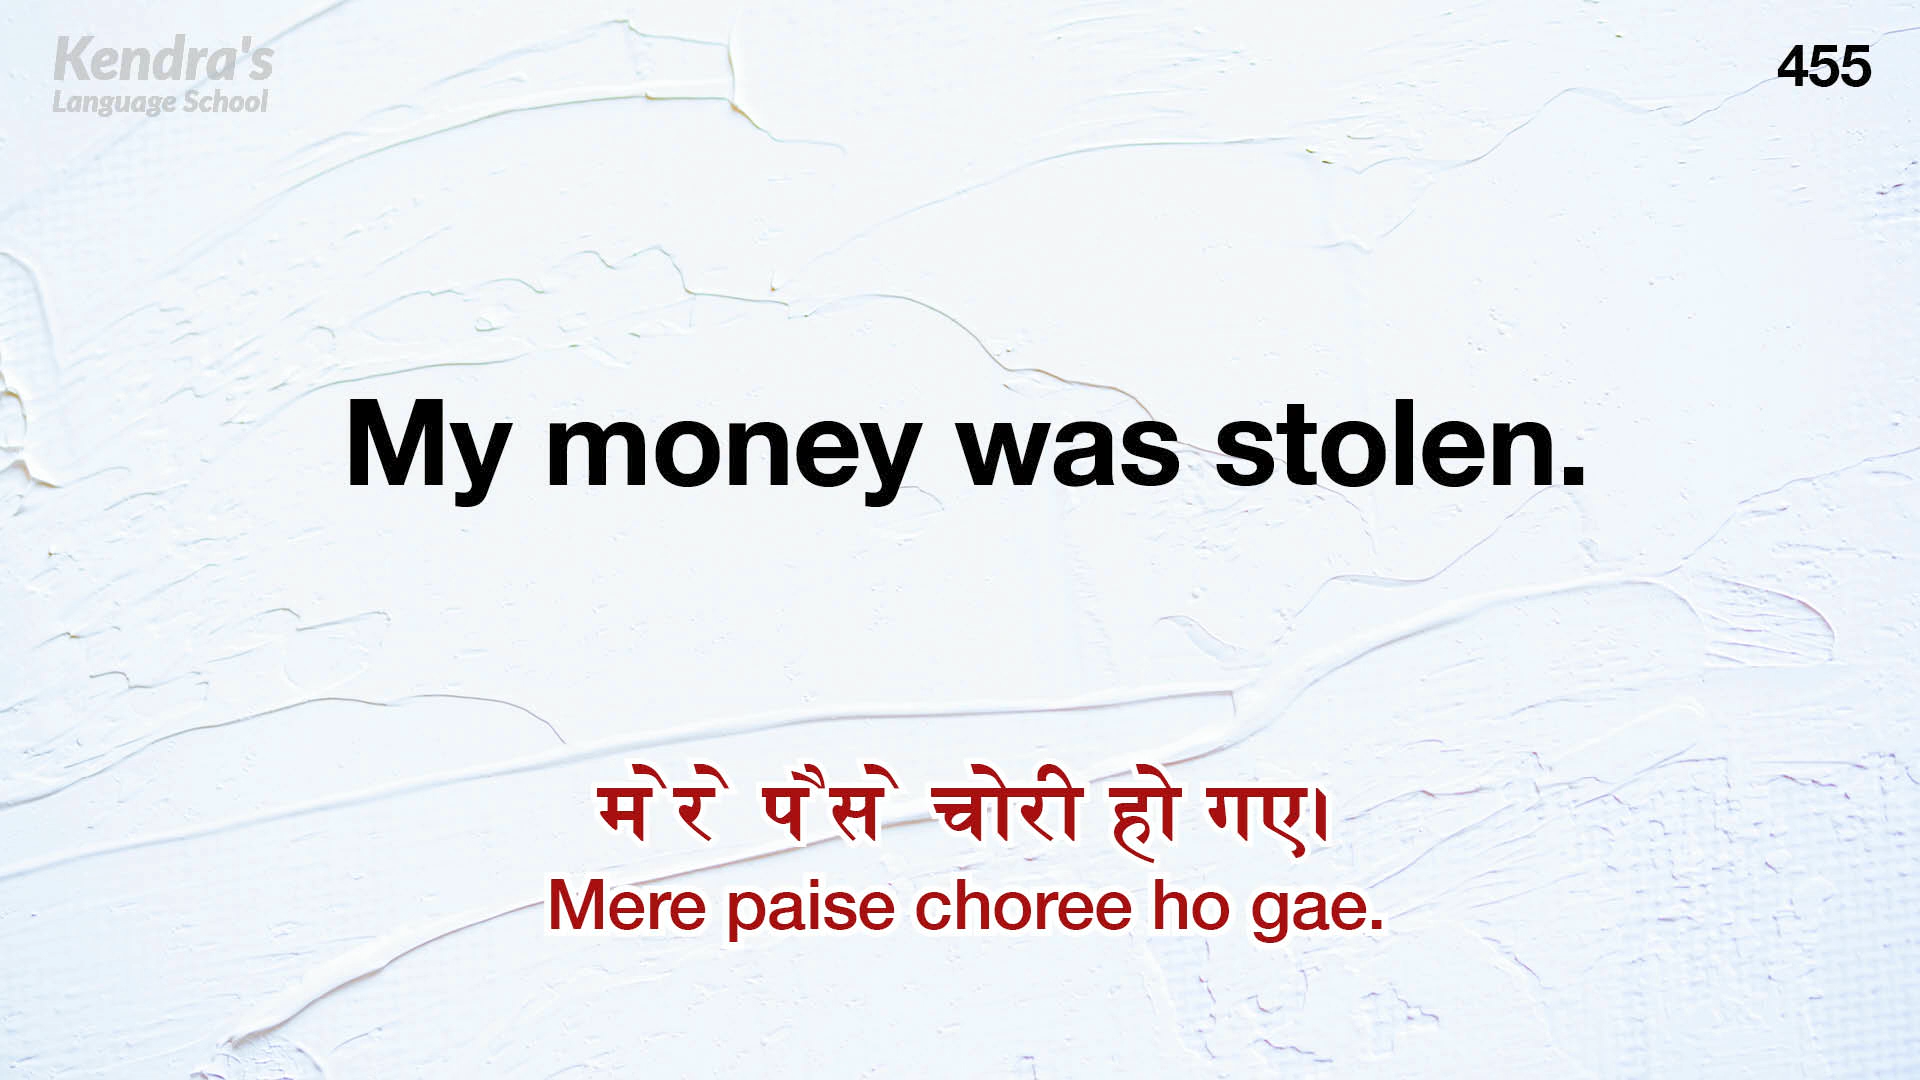 Kendra's
Language School
455
My money was stolen.
मेरे पैसे चोरी हो गए।
Mere paise choree ho gae.